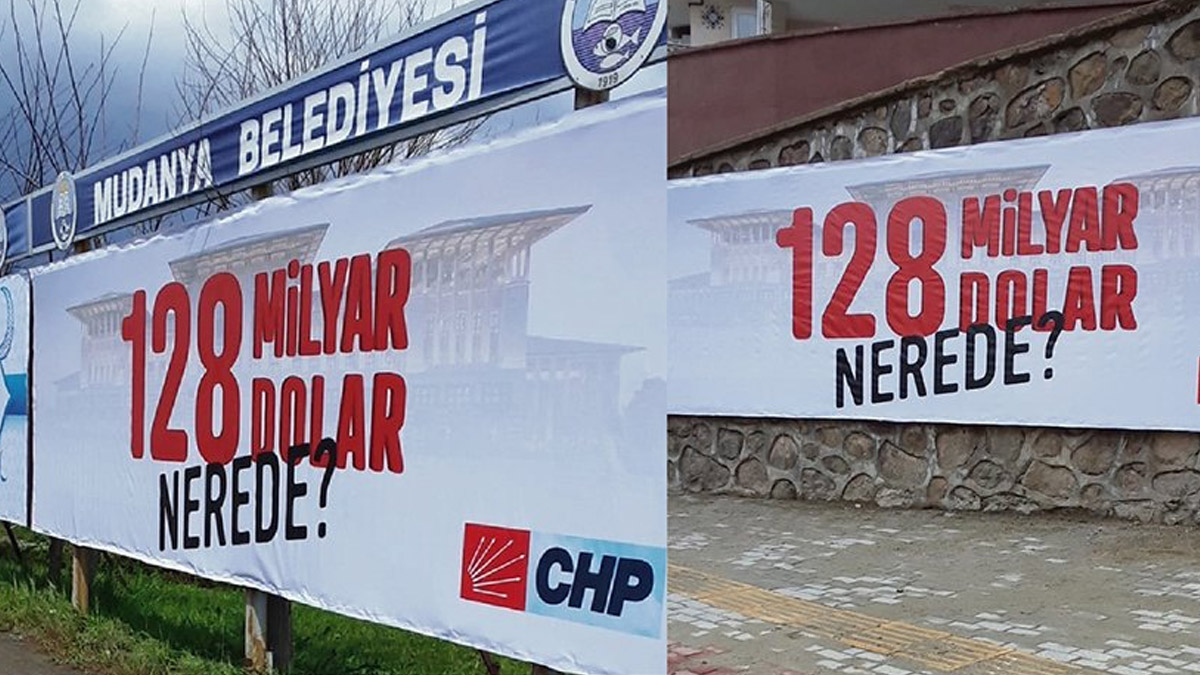 MUDANYA BELEDİYESİ
1919
128 MİLYAR
DOLAR
NEREDE?
CHP
128 MİLYAR
DOLAR
NEREDE?